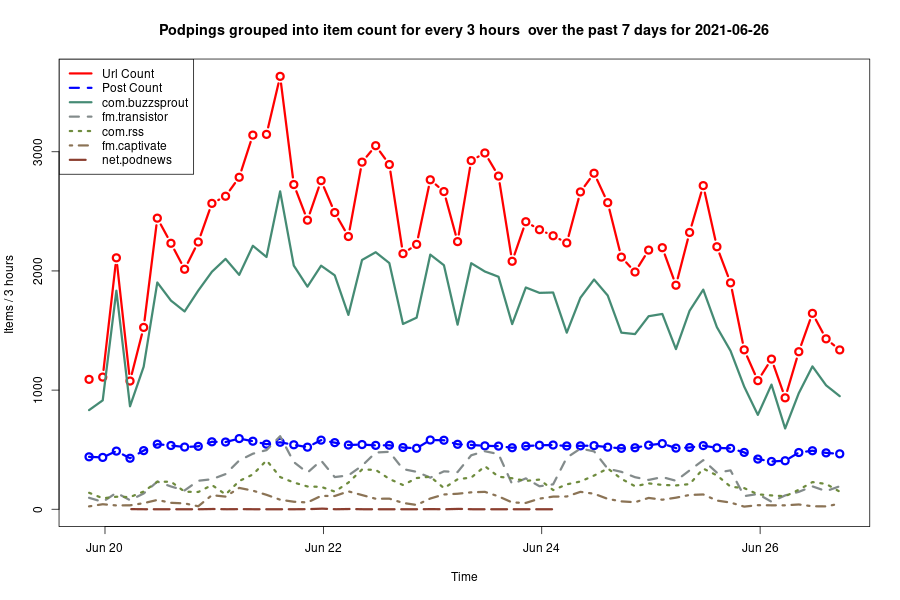 Podpings grouped into item count for every 3 hours  over the past 7 days for 2021-06-26
Url Count
Post Count
com.buzzsprout
fm.transistor
com.rss
fm.captivate
net.podnews
Items / 3 hours
3000
2000
1000
0
Jun 20
Jun 22
Jun 24
Jun 26
Time